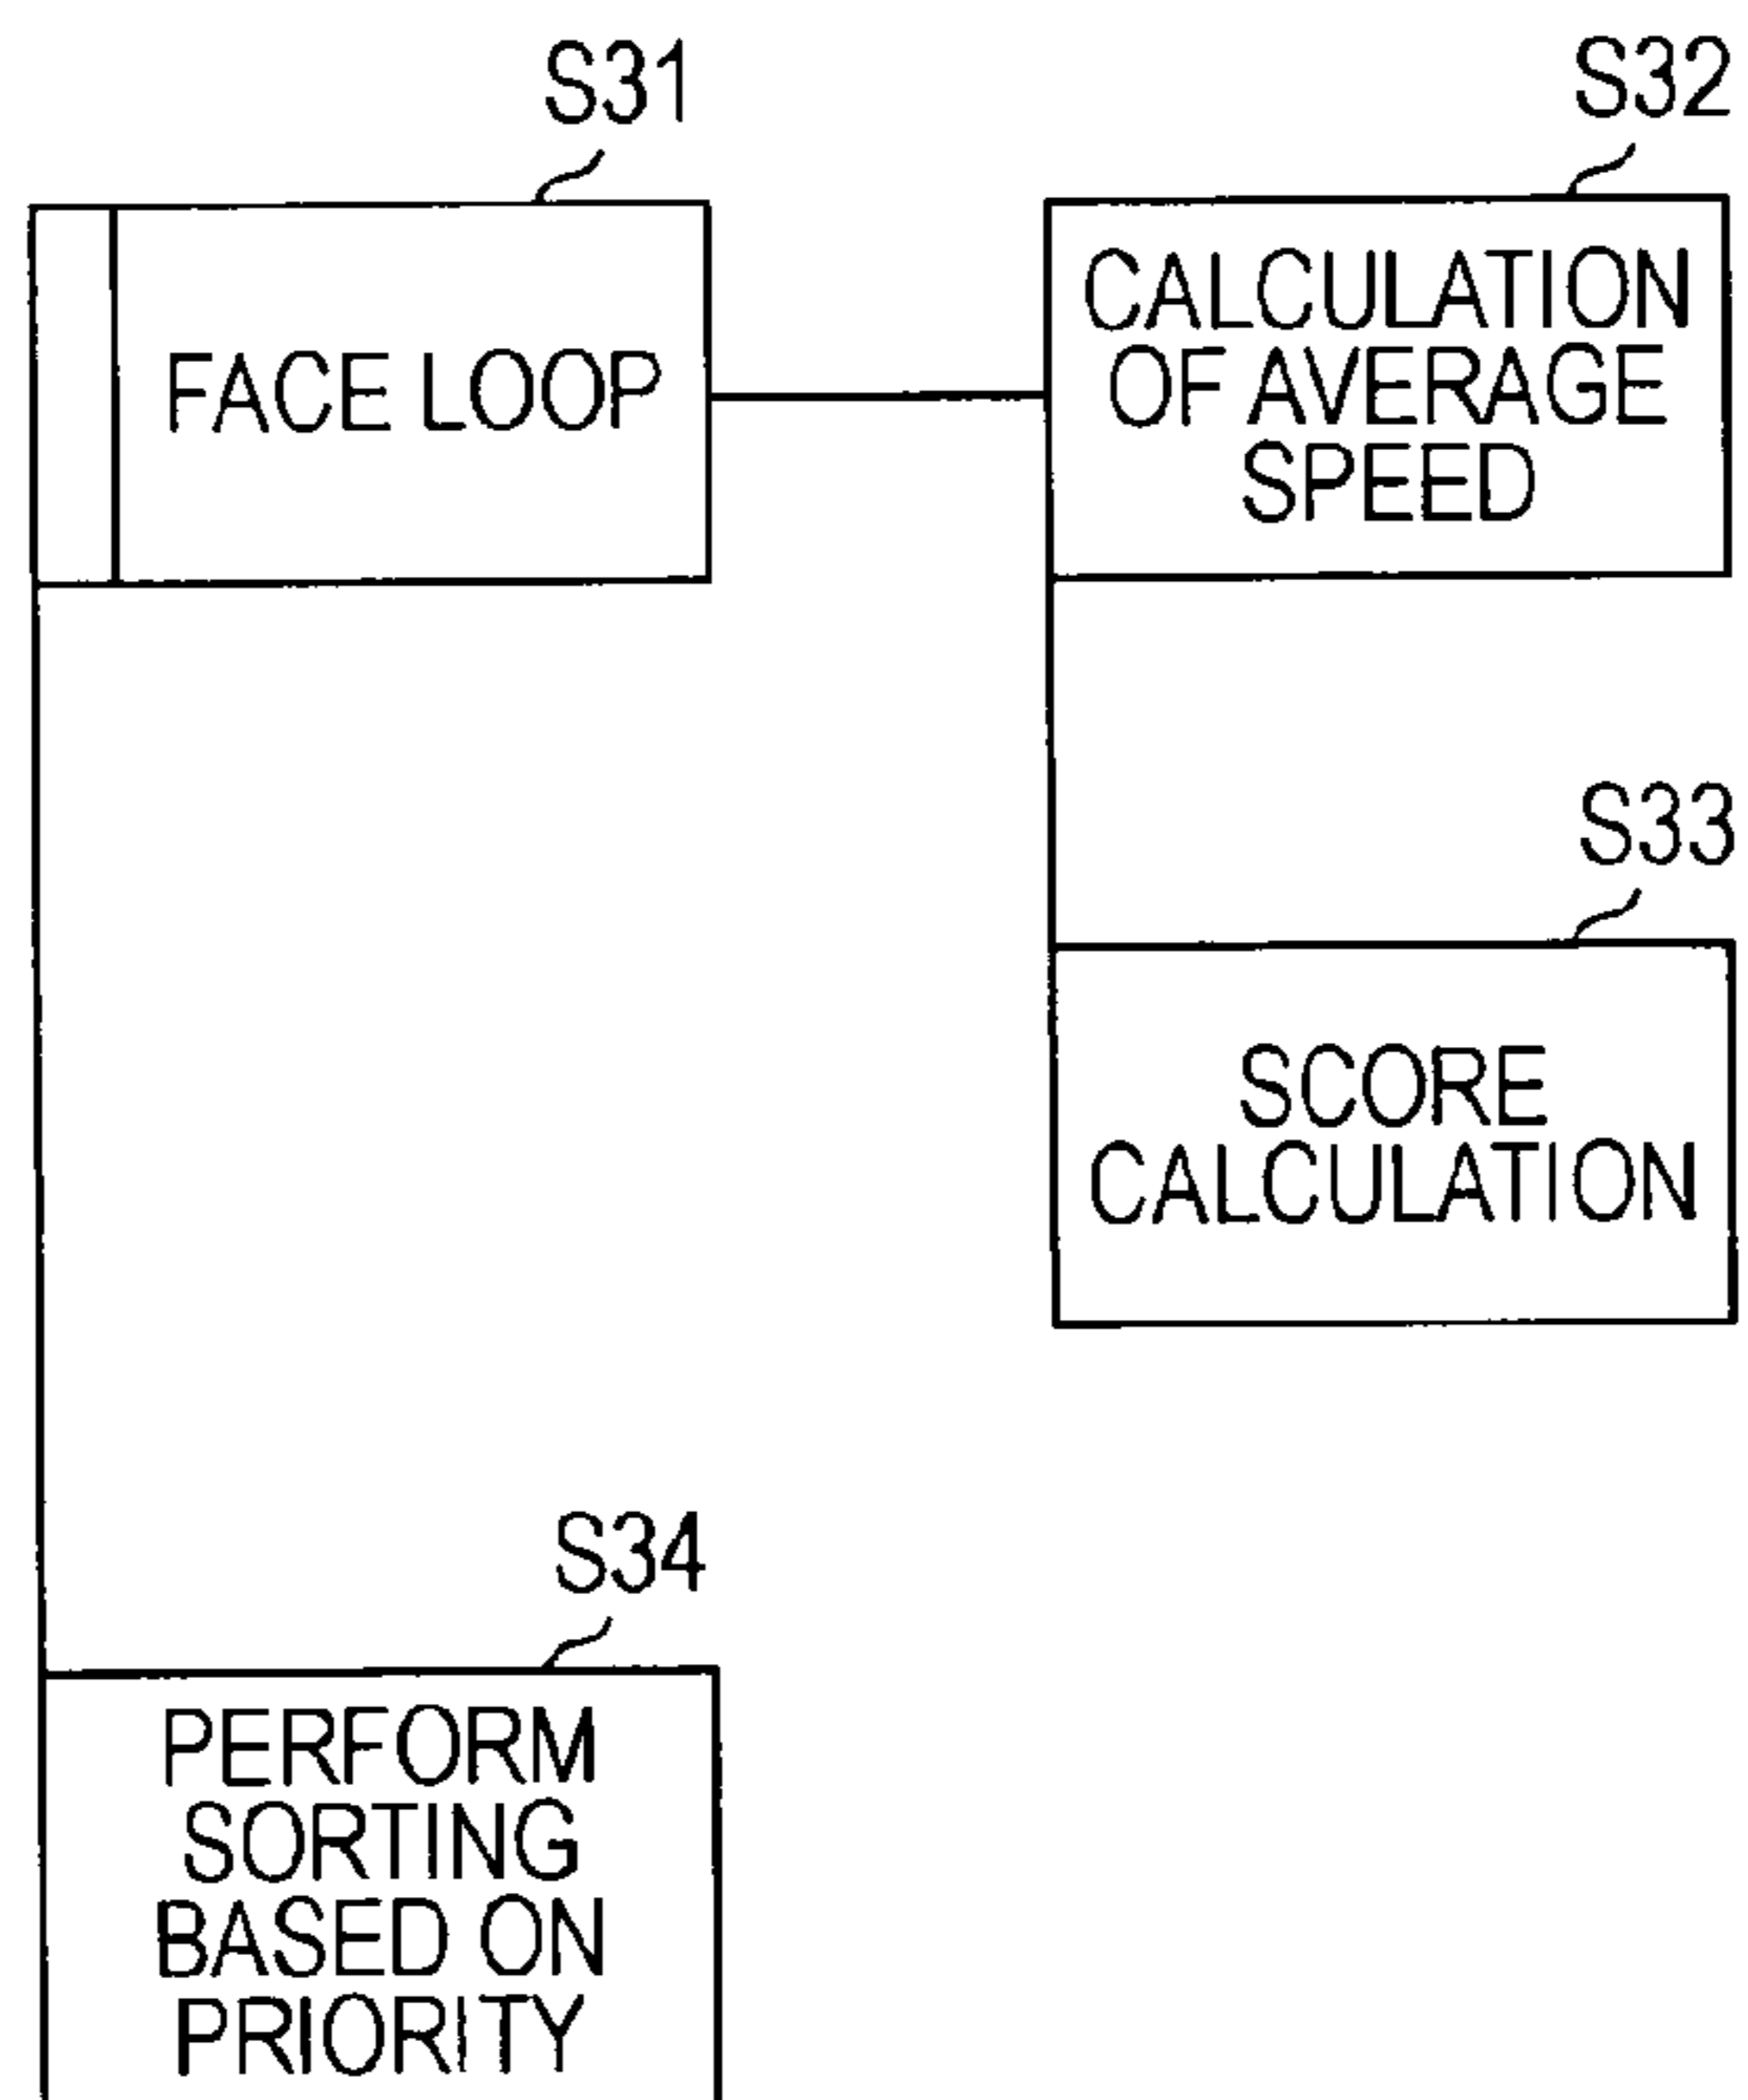 S31
FACE LOOP
S32
CALCULATION
OF AVERAGE
SPEED
S33
SCORE
CALCULATION
S34
PERFORM
SORTING
BASED ON
PRIORITY